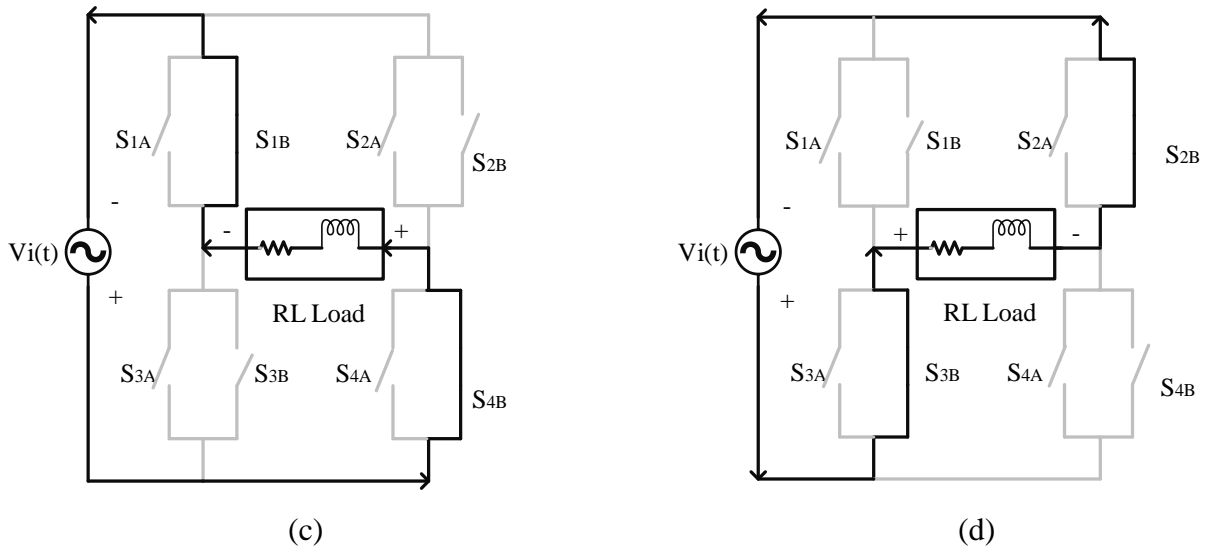 S1A
S1B
S2A
S2B
-
Vi(t)
-
+
+
RL Load
S3A
S3B
S4A
S4B
(c)
S1A
S1B
S2A
S2B
-
Vi(t)
+
-
+
RL Load
S3A
S3B
S4A
S4B
(d)